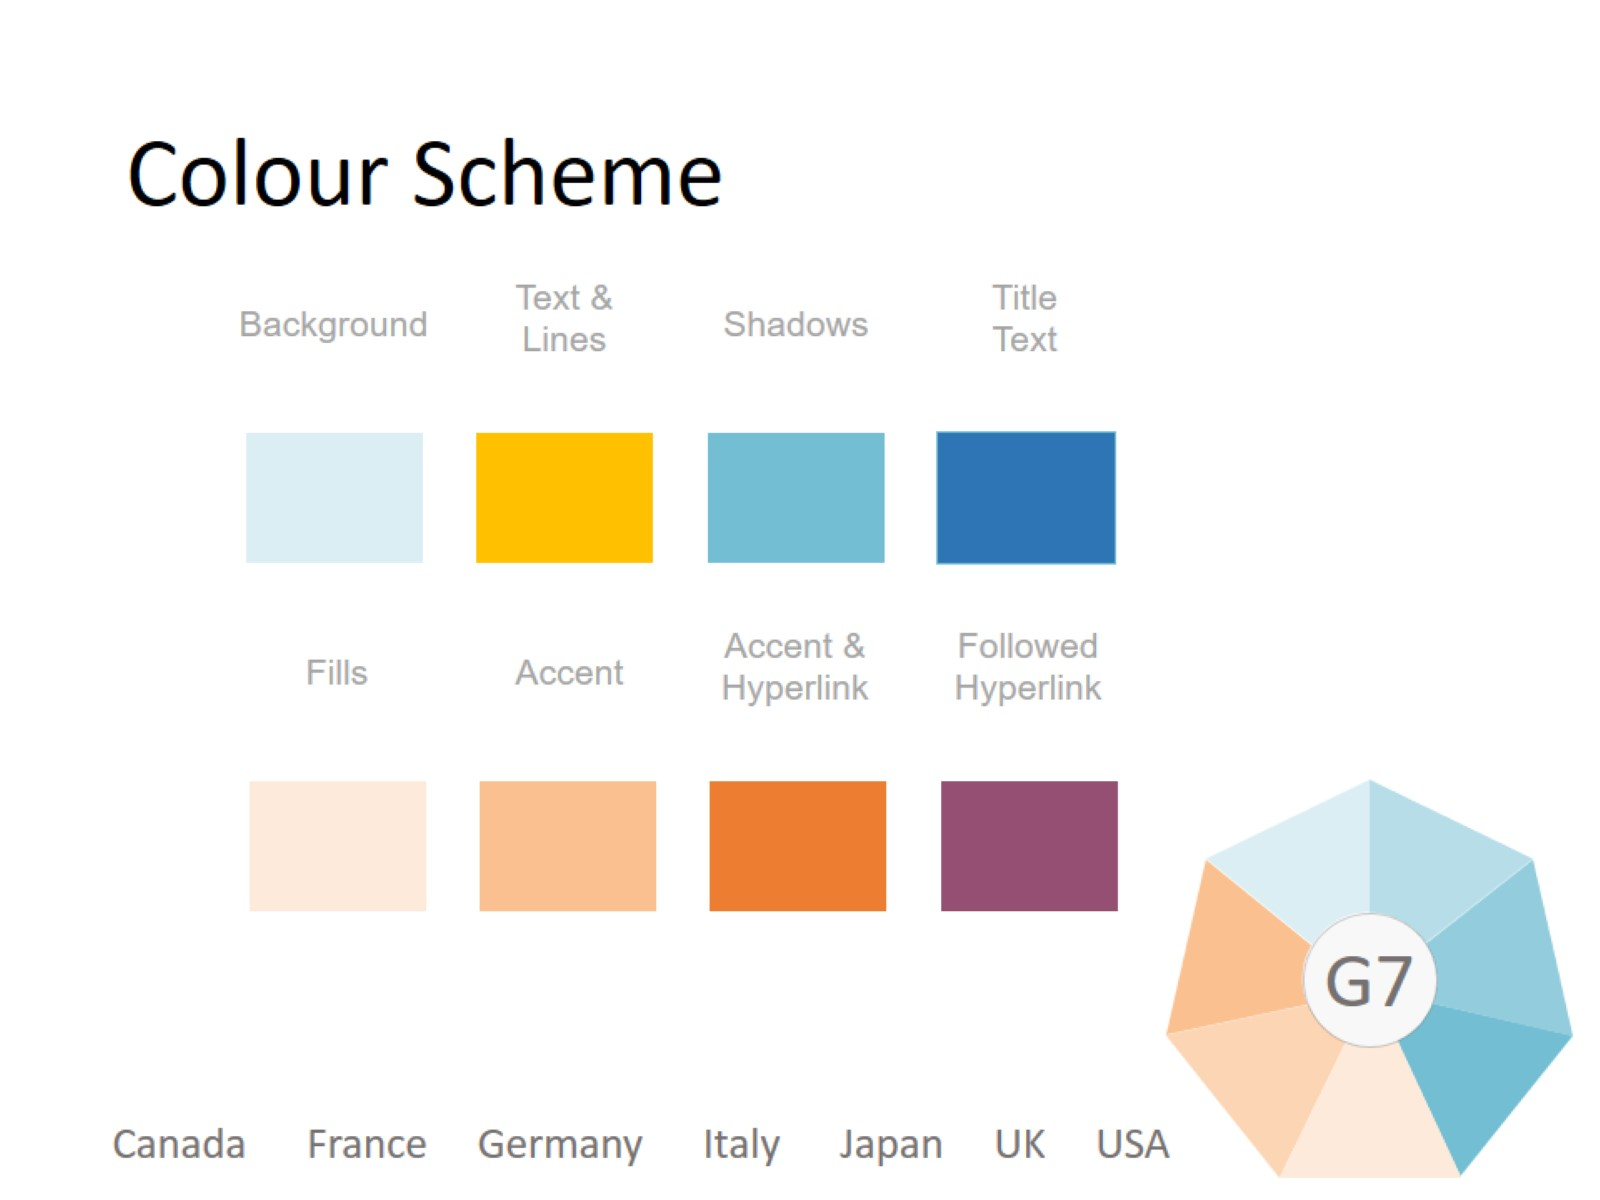 Colour Scheme
Background
Text &
Lines
Shadows
Title
Text
Fills
Accent
Accent &
Hyperlink
Followed
Hyperlink
G7
Canada France Germany Italy Japan UK USA